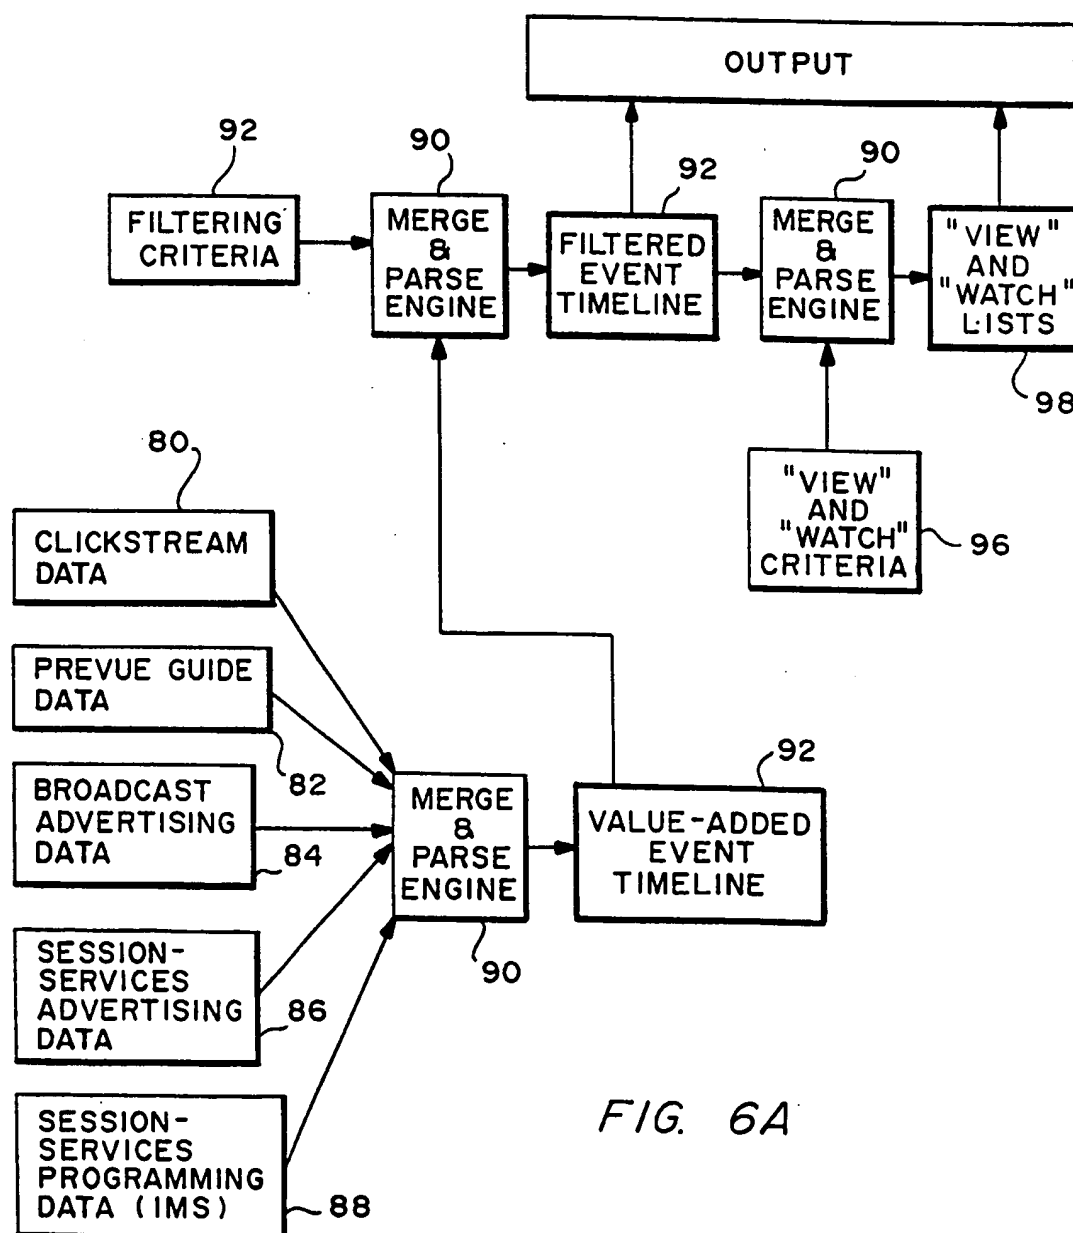 OUTPUT
92
FILTERING
CRITERIA
90
MERGE
&
PARSE
ENGINE
92
FILTERED
EVENT
TIMELINE
90
MERGE
&
PARSE
ENGINE
"VIEW"
AND
"WATCH"
LISTS
98
"VIEW"
AND
"WATCH"
CRITERIA
96
80
CLICKSTREAM
DATA
PREVUE GUIDE
DATA
82
BROADCAST
ADVERTISING
DATA
84
SESSION-
SERVICES
ADVERTISING
DATA
86
SESSION-
SERVICES
PROGRAMMING
DATA (IMS)
88
MERGE
&
PARSE
ENGINE
90
92
VALUE-ADDED
EVENT
TIMELINE
FIG. 6A